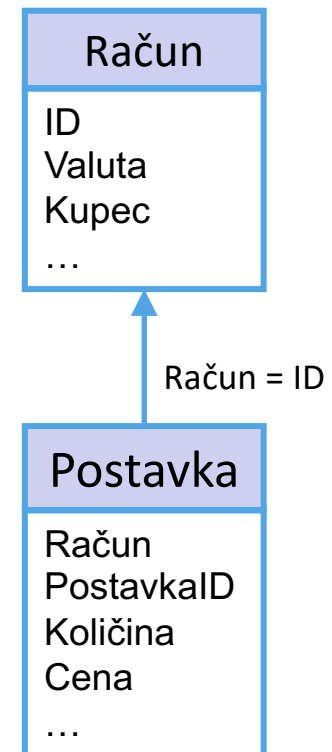 Račun
ID
Valuta
Kupec
…
Račun = ID
Postavka
Račun
PostavkaID
Količina
Cena
…